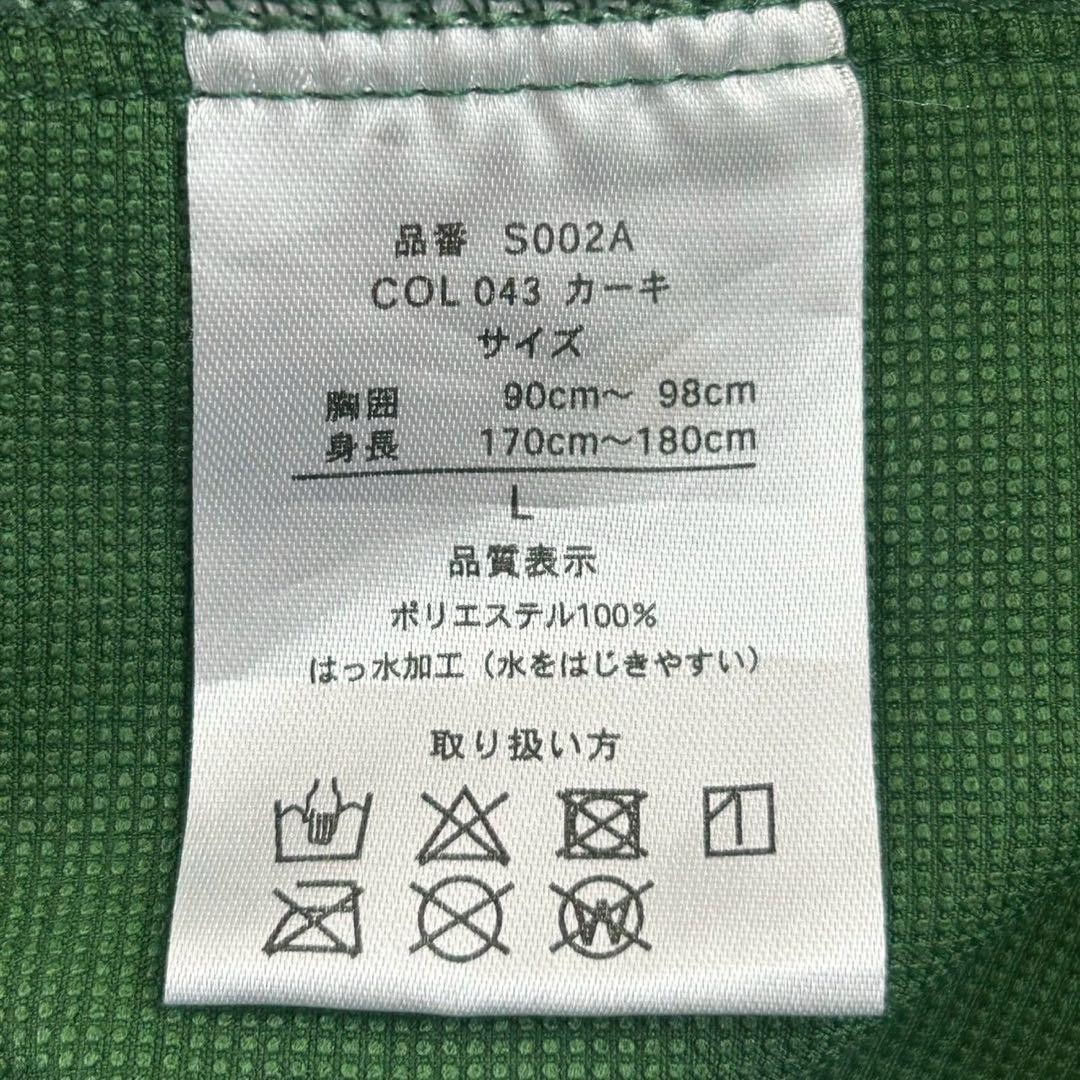 品番 S002A
COL 043 カーキ
サイズ
胸囲 90cm～ 98cm
身長 170cm～180cm
L
品質表示
ポリエステル100%
はっ水加工（水をはじきやすい）
取り扱い方
W